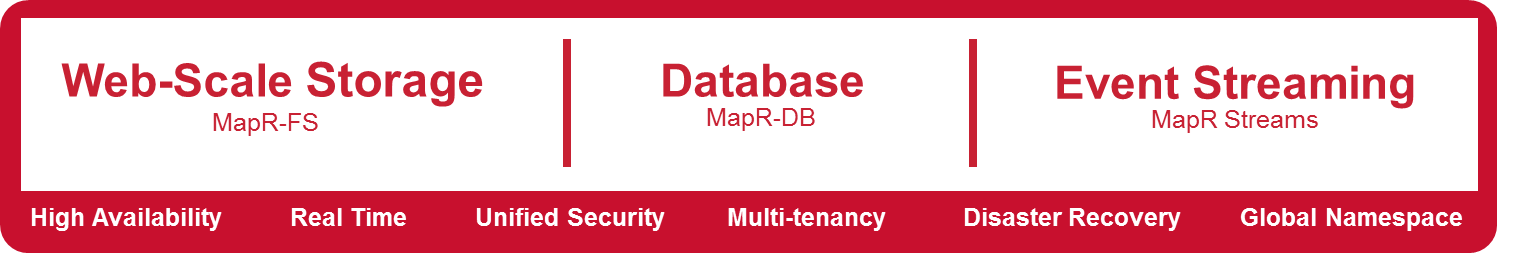 Web-Scale Storage
MapR-FS
Database
MapR-DB
Event Streaming
MapR Streams
High Availability
Real Time
Unified Security
Multi-tenancy
Disaster Recovery
Global Namespace